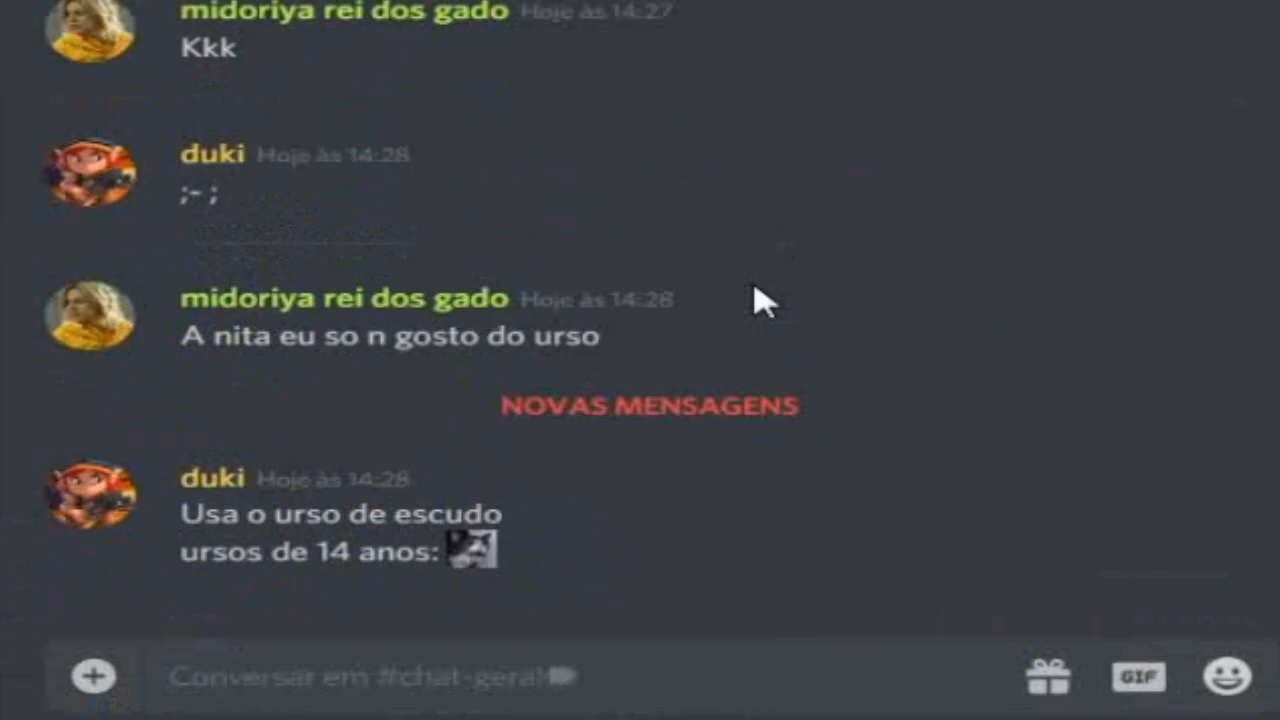 midoriya rei dos gado Hoje às 14:27
Kkk
duki Hoje às 14:28
;- ;
midoriya rei dos gado Hoje às 14:28
A nita eu so n gosto do urso
NOVAS MENSAGENS
duki Hoje às 14:28
Usa o urso de escudo
ursos de 14 anos:
Conversar em #chat-geral
GIF